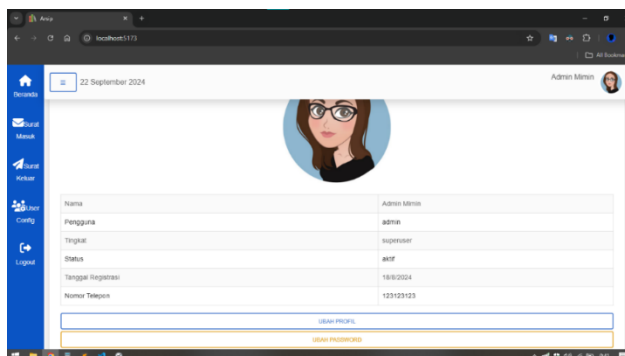 Arsip
localhost:5173
All Bookma
22 September 2024
Admin Mimin
Beranda
Surat
Masuk
Surat
Keluar
User
Config
Logout
Nama Admin Mimin
Pengguna admin
Tingkat superuser
Status aktif
Tanggal Registrasi 18/8/2024
Nomor Telepon 123123123
UBAH PROFIL
UBAH PASSWORD